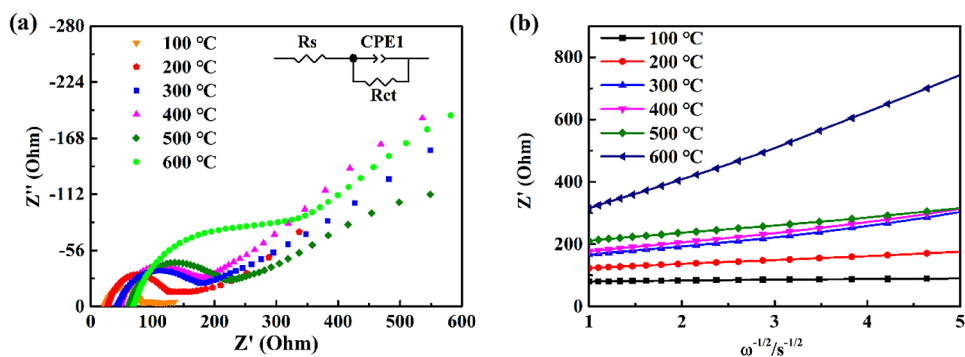 (a)
-280
-224
-168
-112
-56
0
Z'' (Ohm)
100 °C
200 °C
300 °C
400 °C
500 °C
600 °C
Rs
CPE1
Rct
0 100 200 300 400 500 600
Z' (Ohm)
(b)
800
600
400
200
0
Z' (Ohm)
100 °C
200 °C
300 °C
400 °C
500 °C
600 °C
1 2 3 4 5
ω^-1/2/s^-1/2